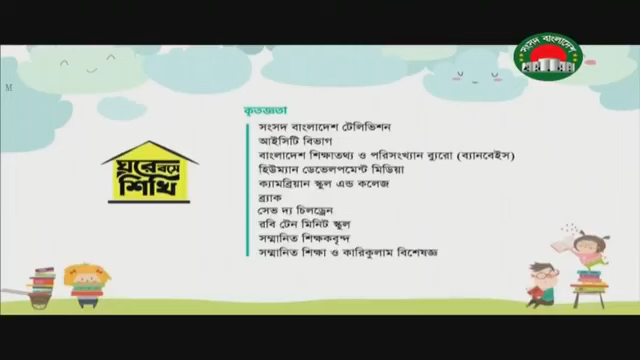 সংসদ বাংলাদেশ
M
কৃতজ্ঞতা
সংসদ বাংলাদেশ টেলিভিশন
আইসিটি বিভাগ
বাংলাদেশ শিক্ষাতথ্য ও পরিসংখ্যান ব্যুরো (ব্যানবেইস)
হিউম্যান ডেভেলপমেন্ট মিডিয়া
ক্যামব্রিয়ান স্কুল এন্ড কলেজ
ব্র্যাক
সেভ দ্য চিলড্রেন
রবি টেন মিনিট স্কুল
সম্মানিত শিক্ষকবৃন্দ
সম্মানিত শিক্ষা ও কারিকুলাম বিশেষজ্ঞ
ঘরে বসে
শিখি